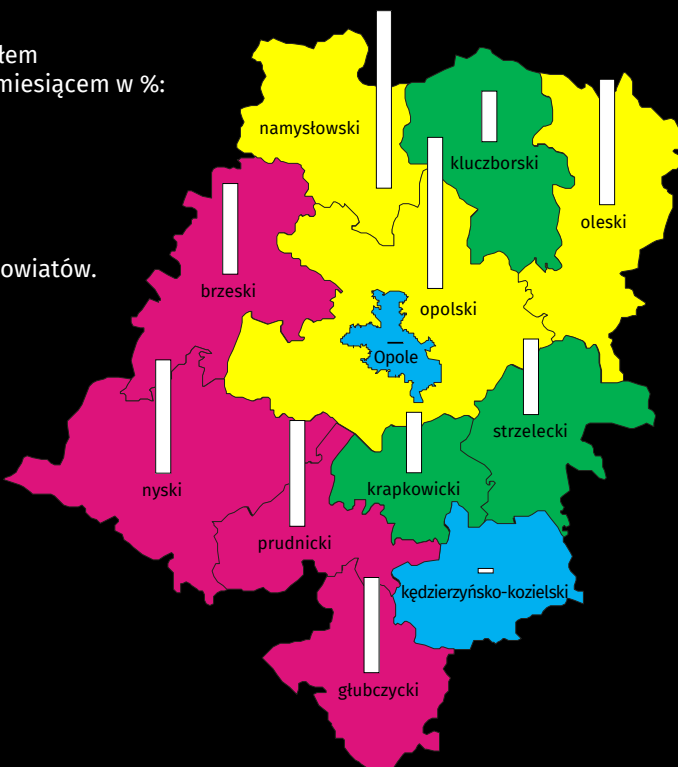 łem
miesiącem w %:
owiatów.
namysłowski
kluczborski
oleski
brzeski
opolski
Opole
strzelecki
nyski
krapkowicki
prudnicki
kędzierzyńsko-kozielski
głubczycki